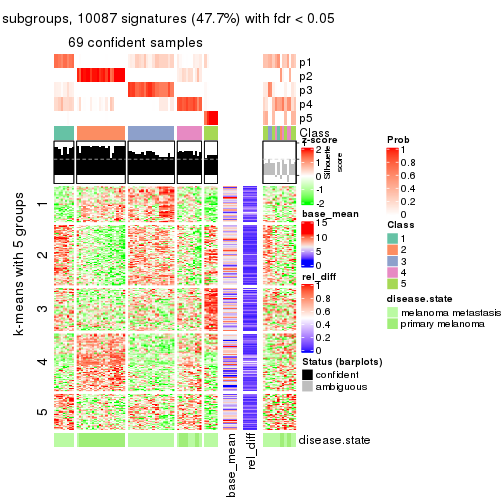 subgroups, 10087 signatures (47.7%) with fdr < 0.05
69 confident samples
p1
p2
p3
p4
p5
Class
1
Silhouette
score
k-means with 5 groups
1
2
3
4
5
base_mean
rel_diff
disease.state
z-score
2
1
0
-1
-2
base_mean
15
10
5
0
rel_diff
1
0.8
0.6
0.4
0.2
0
Status (barplots)
confident
ambiguous
Prob
1
0.8
0.6
0.4
0.2
0
Class
1
2
3
4
5
disease.state
melanoma metastasis
primary melanoma